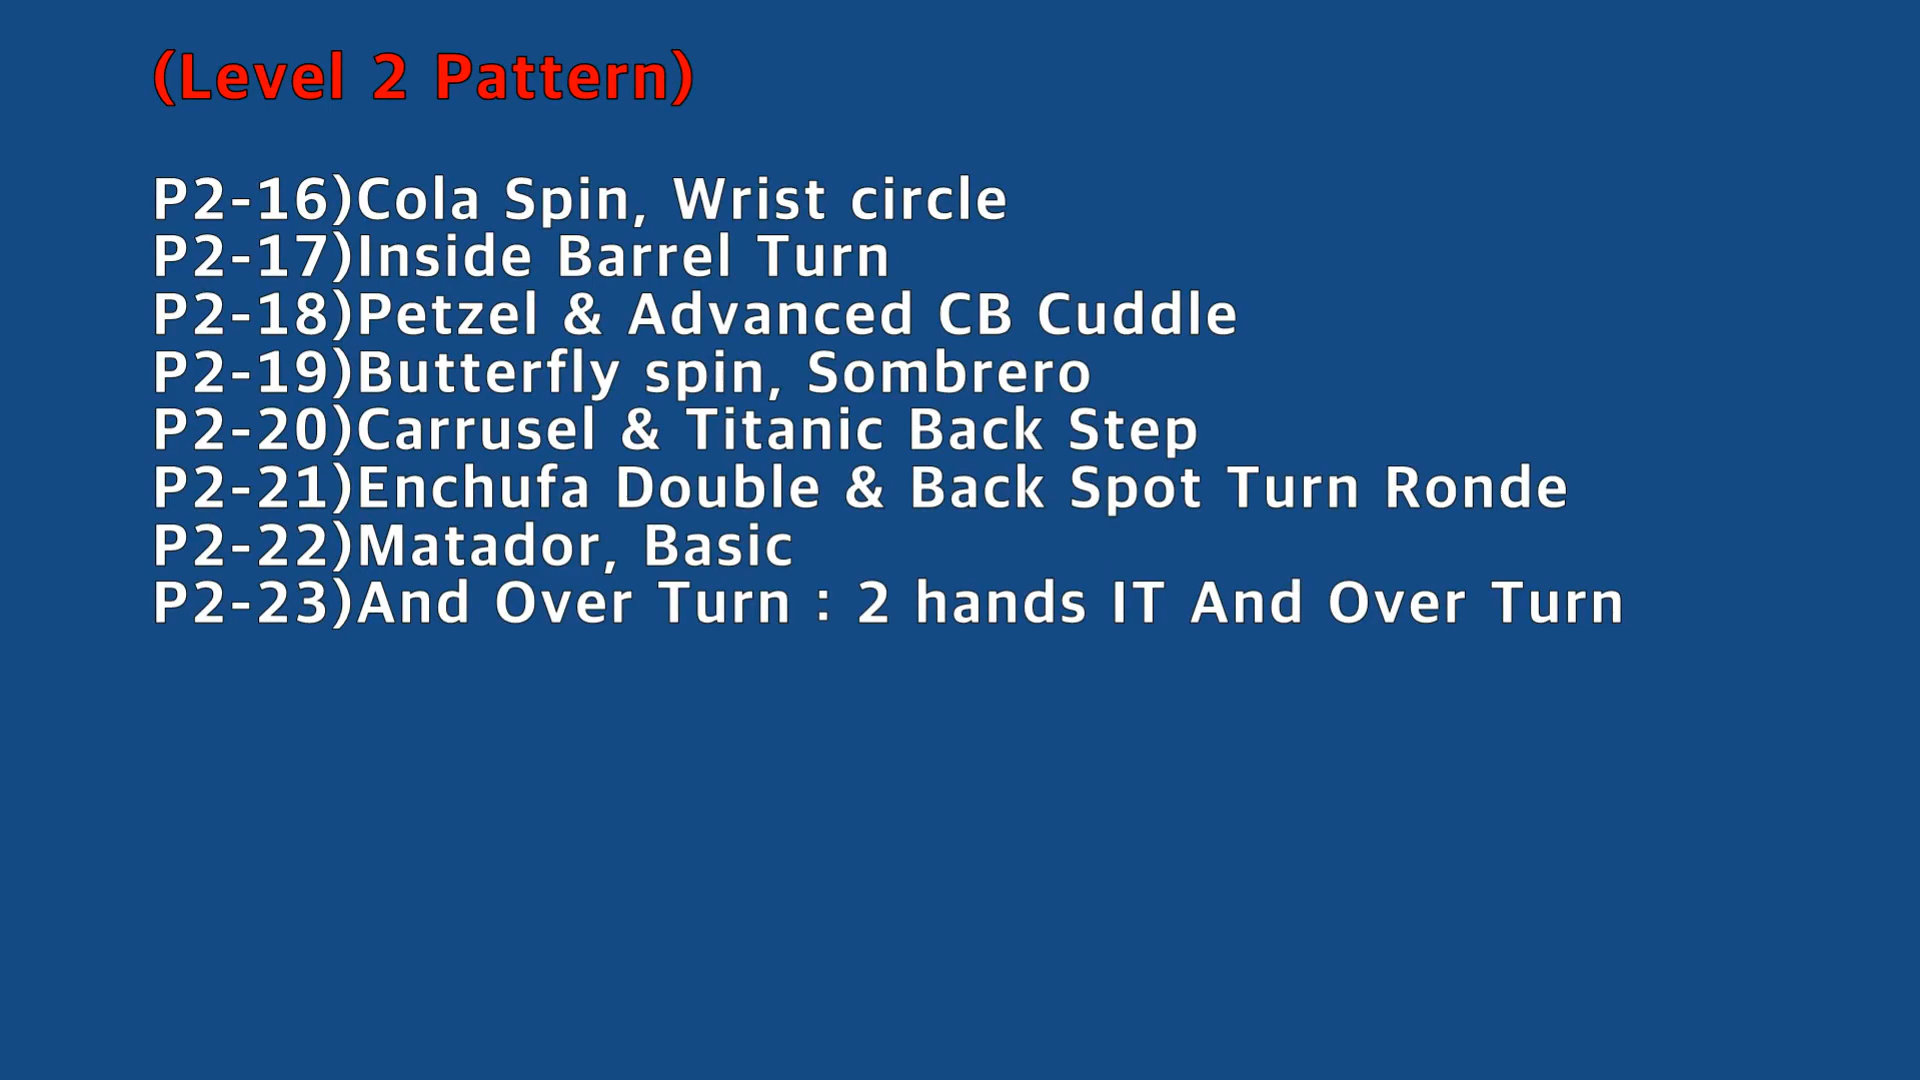 (Level 2 Pattern)
P2-16)Cola Spin, Wrist circle
P2-17)Inside Barrel Turn
P2-18)Petzel & Advanced CB Cuddle
P2-19)Butterfly spin, Sombrero
P2-20)Carrusel & Titanic Back Step
P2-21)Enchufa Double & Back Spot Turn Ronde
P2-22)Matador, Basic
P2-23)And Over Turn : 2 hands IT And Over Turn